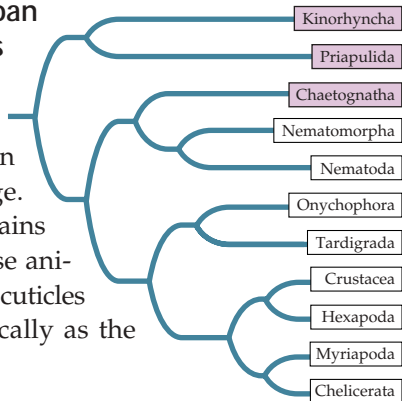 pan
s
n
ge.
ains
se ani-
cuticles
cally as the
Kinorhyncha
Priapulida
Chaetognatha
Nematomorpha
Nematoda
Onychophora
Tardigrada
Crustacea
Hexapoda
Myriapoda
Chelicerata